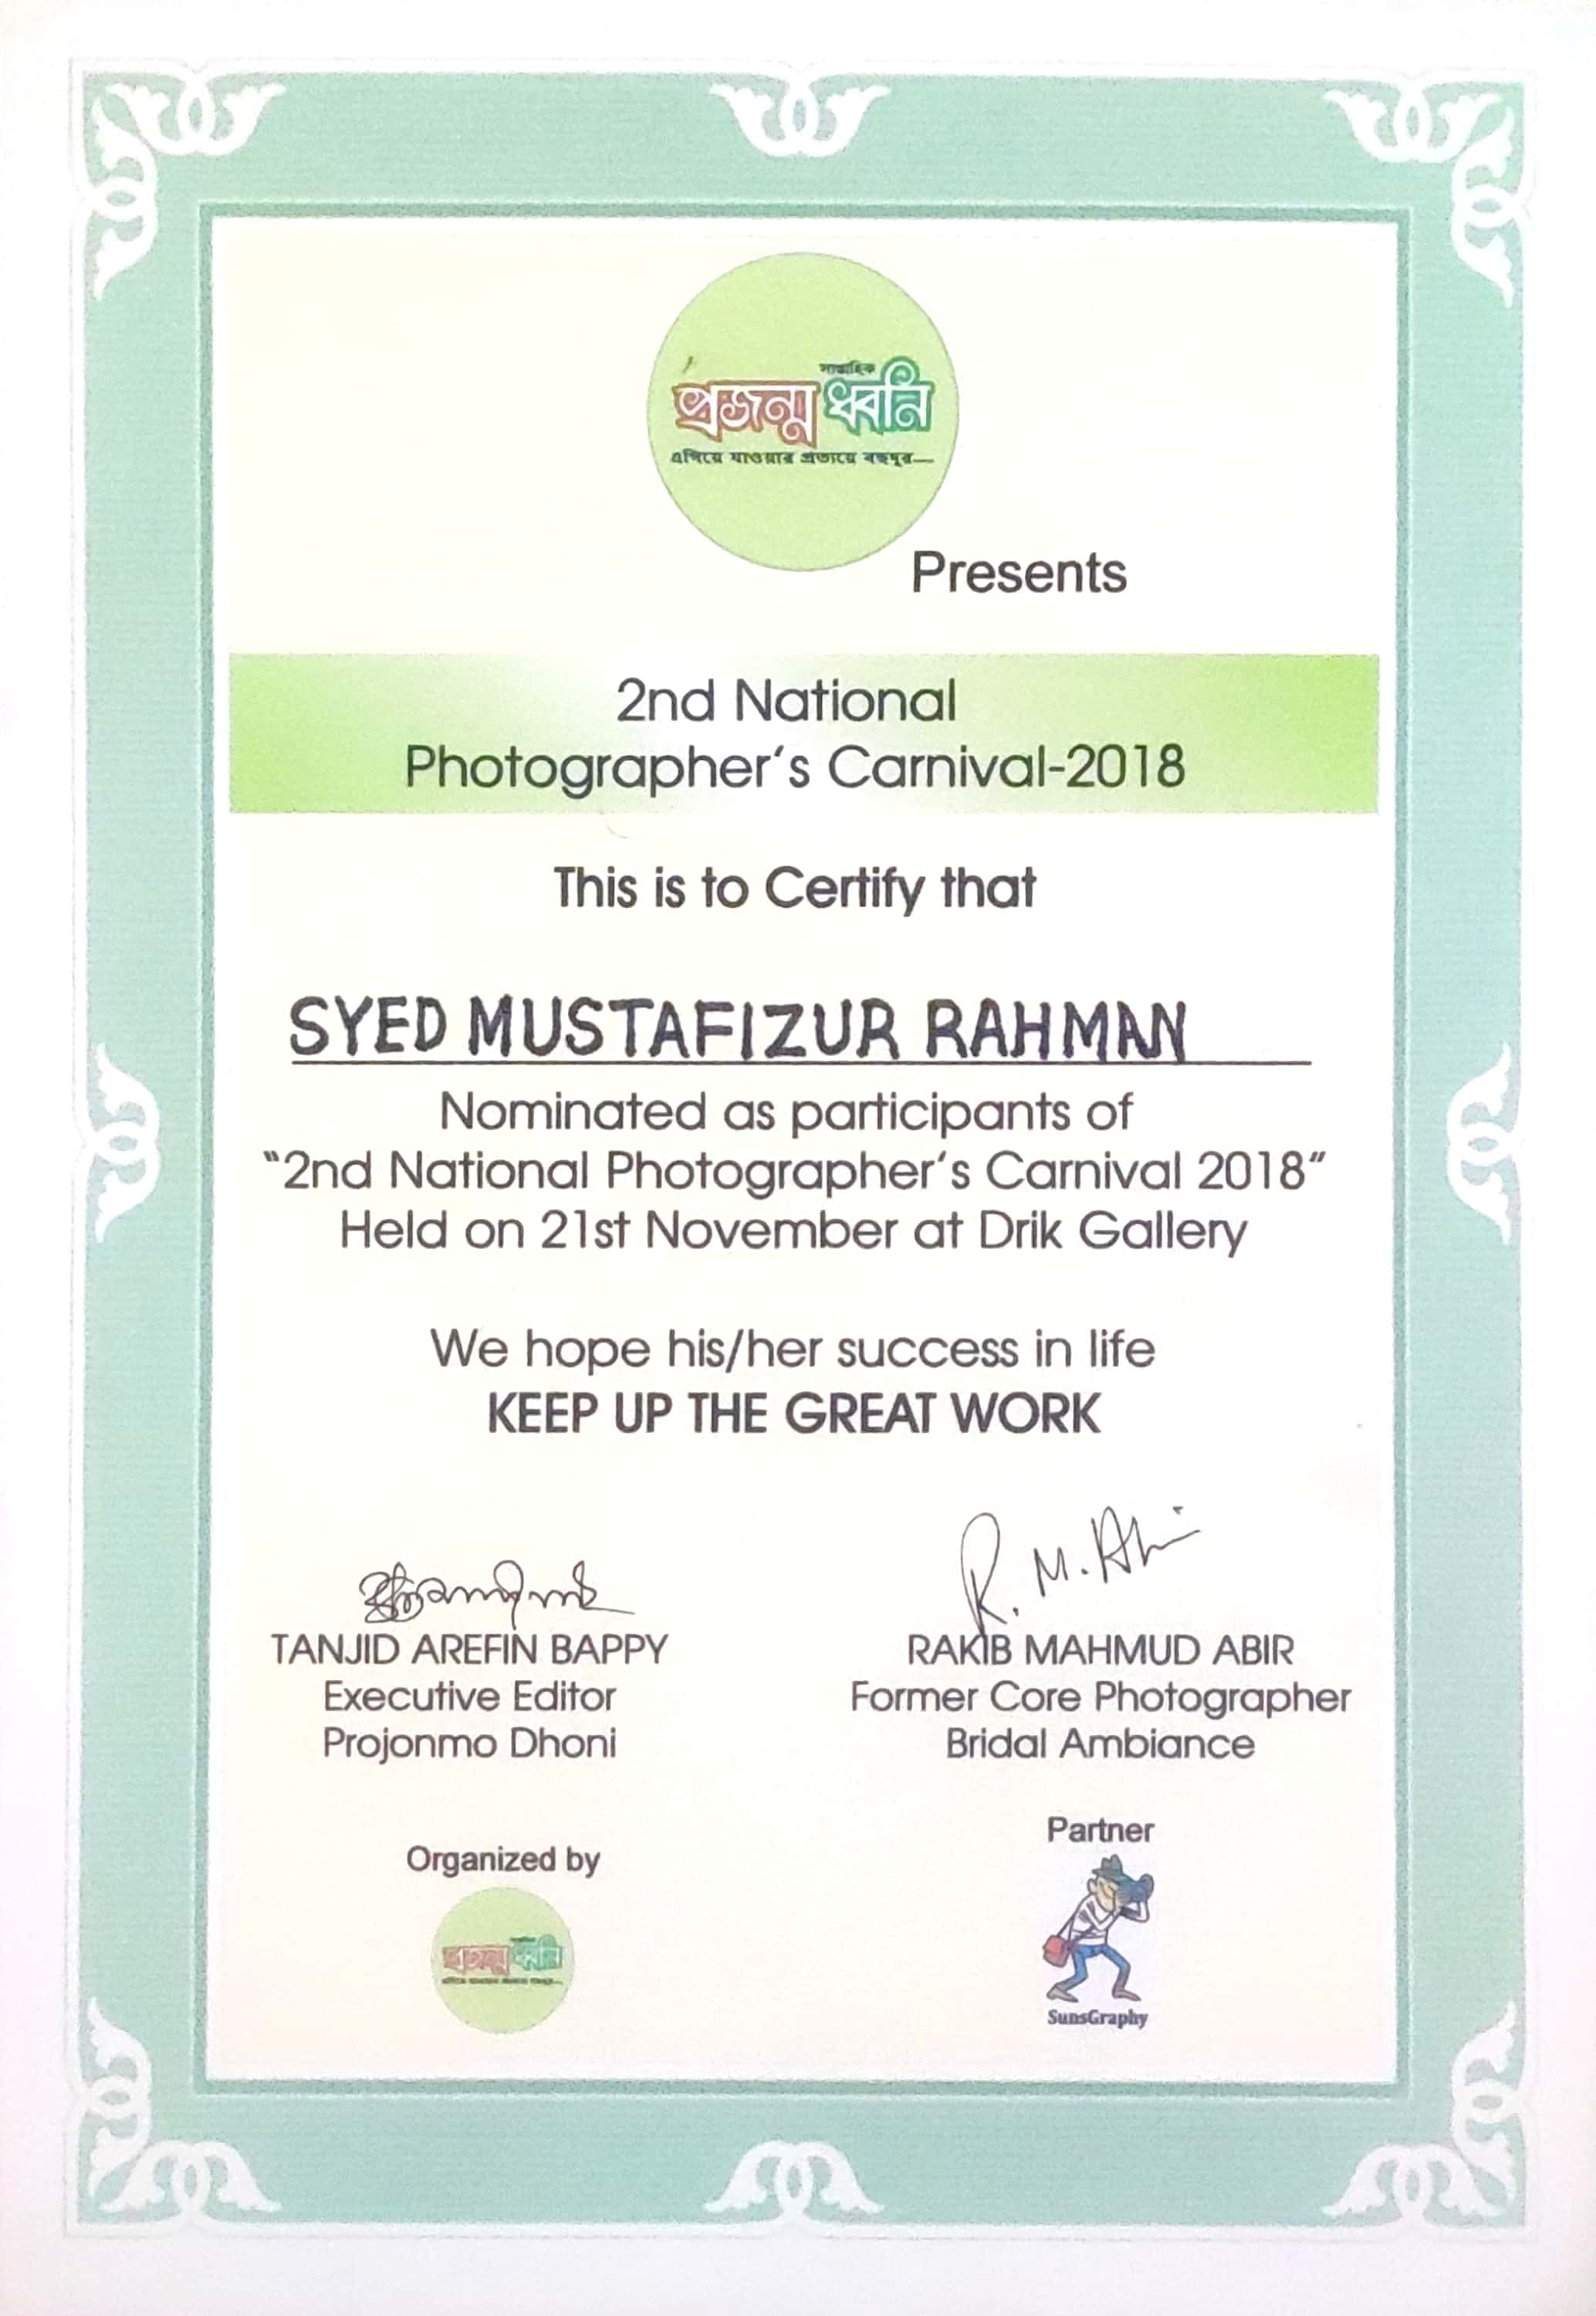 সাপ্তাহিক
প্রজন্ম ধ্বনি
এগিয়ে যাওয়ার প্রত্যয়ে বহুদুর....
Presents
2nd National
Photographer‘s Carnival-2018
This is to Certify that
SYED MUSTAFIZUR RAHMAN
Nominated as participants of
“2nd National Photographer‘s Carnival 2018”
Held on 21st November at Drik Gallery
We hope his/her success in life
KEEP UP THE GREAT WORK
R. M. Abir
TANJID AREFIN BAPPY
Executive Editor
Projonmo Dhoni
RAKIB MAHMUD ABIR
Former Core Photographer
Bridal Ambiance
Organized by
প্রজন্ম ধ্বনি
Partner
SunsGraphy